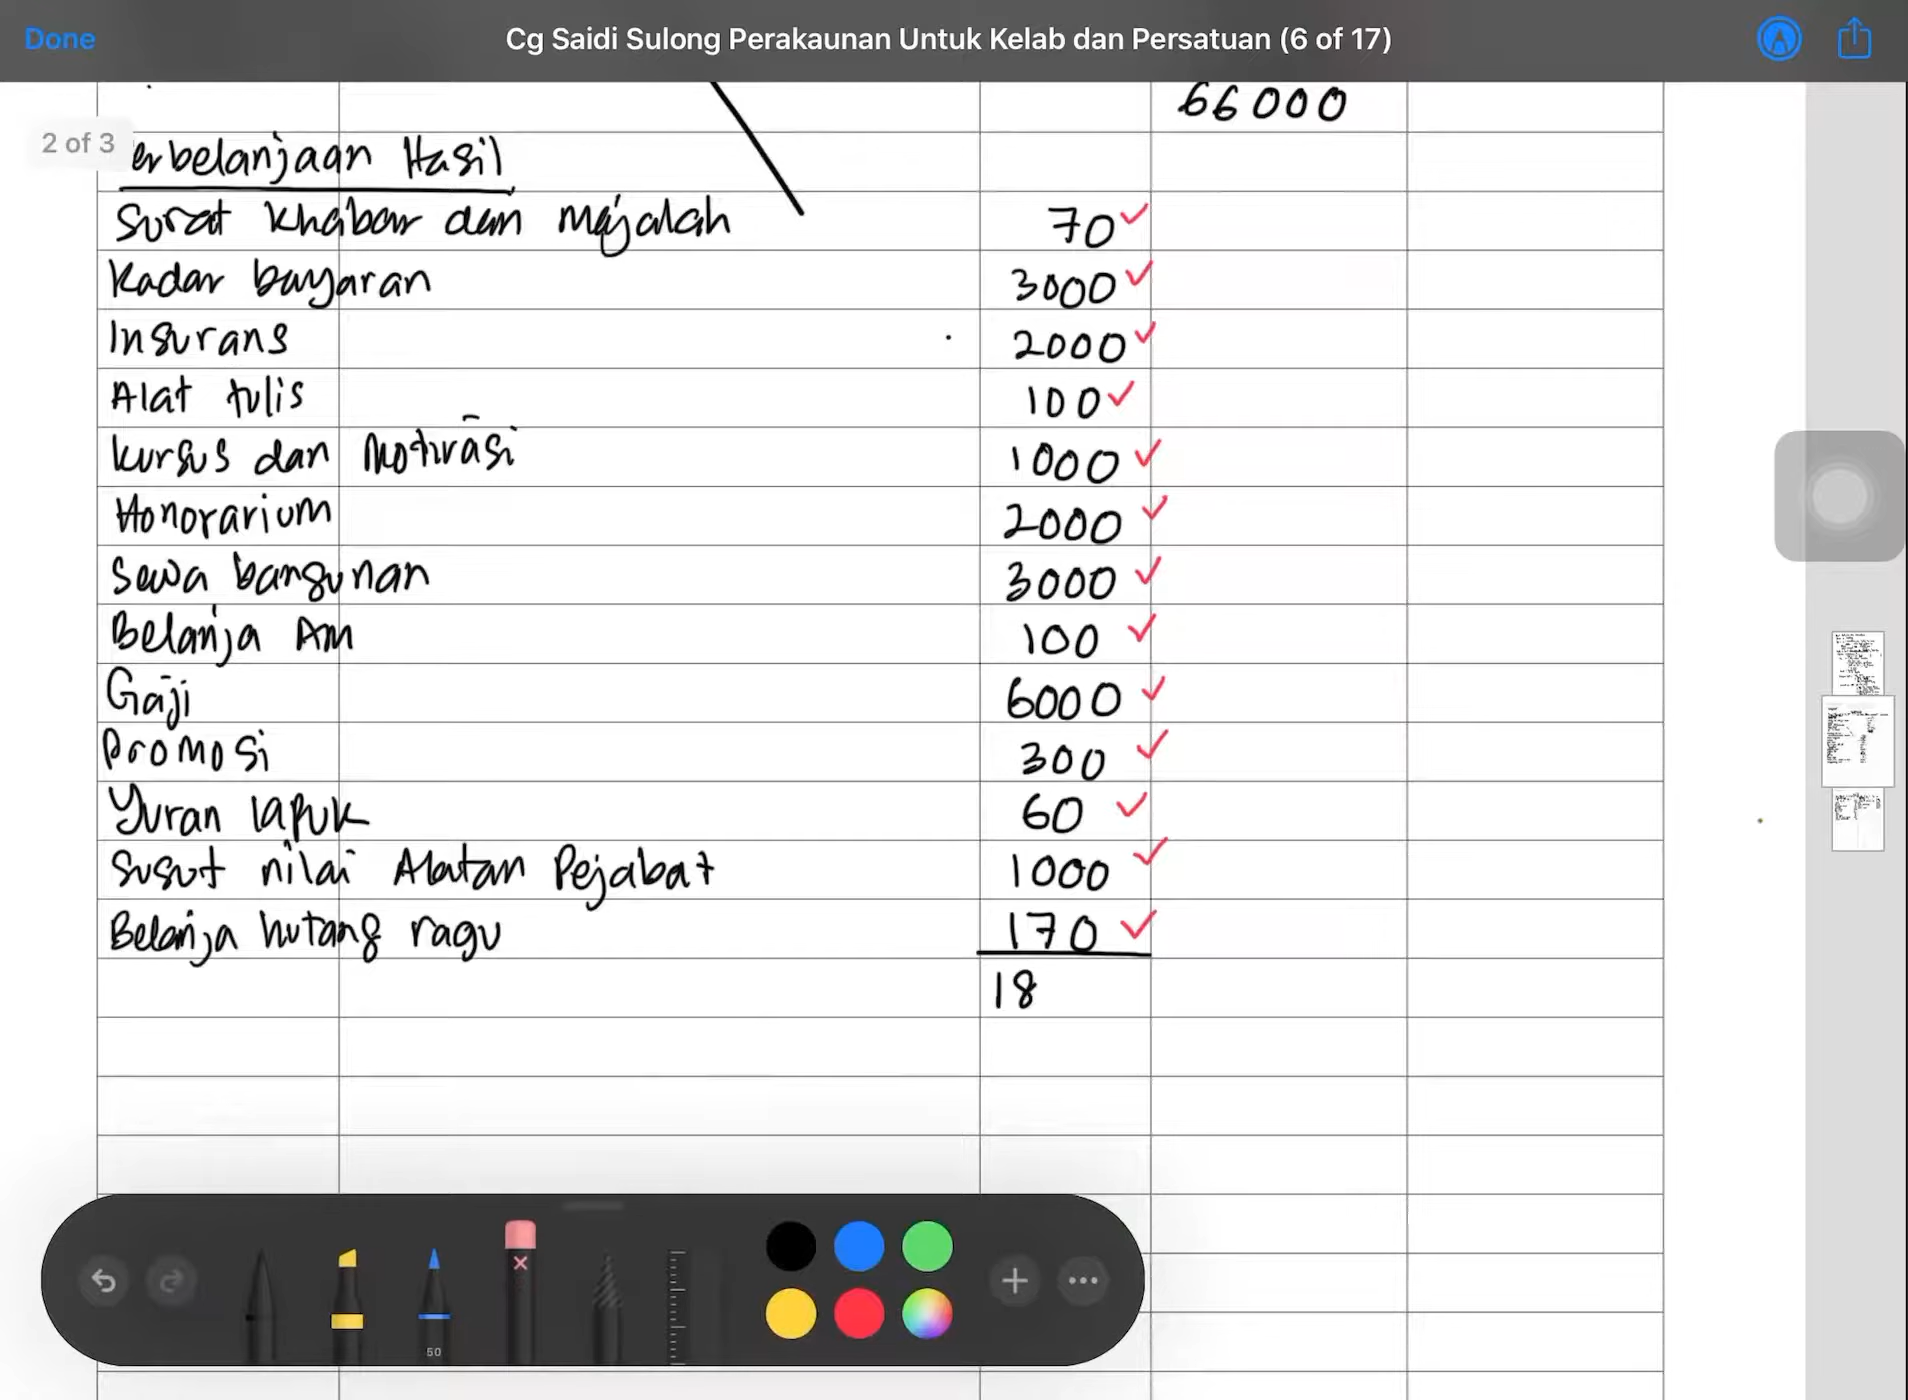 Done
Cg Saidi Sulong Perakaunan Untuk Kelab dan Persatuan (6 of 17)
66000
2 of 3
erbelanjaan Hasil
Surat khabar dan majalah 70
Kadar bayaran 3000
Insurans 2000
Alat tulis 100
Kursus dan Motivasi 1000
Honorarium 2000
Sewa bangunan 3000
Belanja Am 100
Gaji 6000
Promosi 300
Yuran lapuk 60
Susut nilai Alatan Pejabat 1000
Belanja hutang ragu 170
18
50